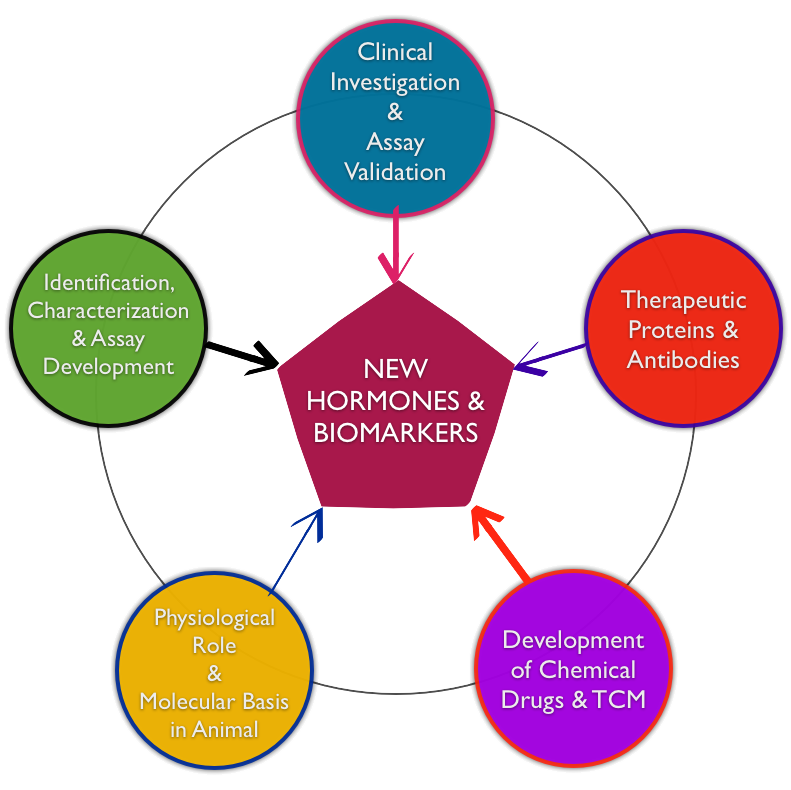 Clinical
Investigation
&
Assay
Validation
Identification,
Characterization
& Assay
Development
Therapeutic
Proteins &
Antibodies
NEW
HORMONES &
BIOMARKERS
Physiological
Role
&
Molecular Basis
in Animal
Development
of Chemical
Drugs & TCM